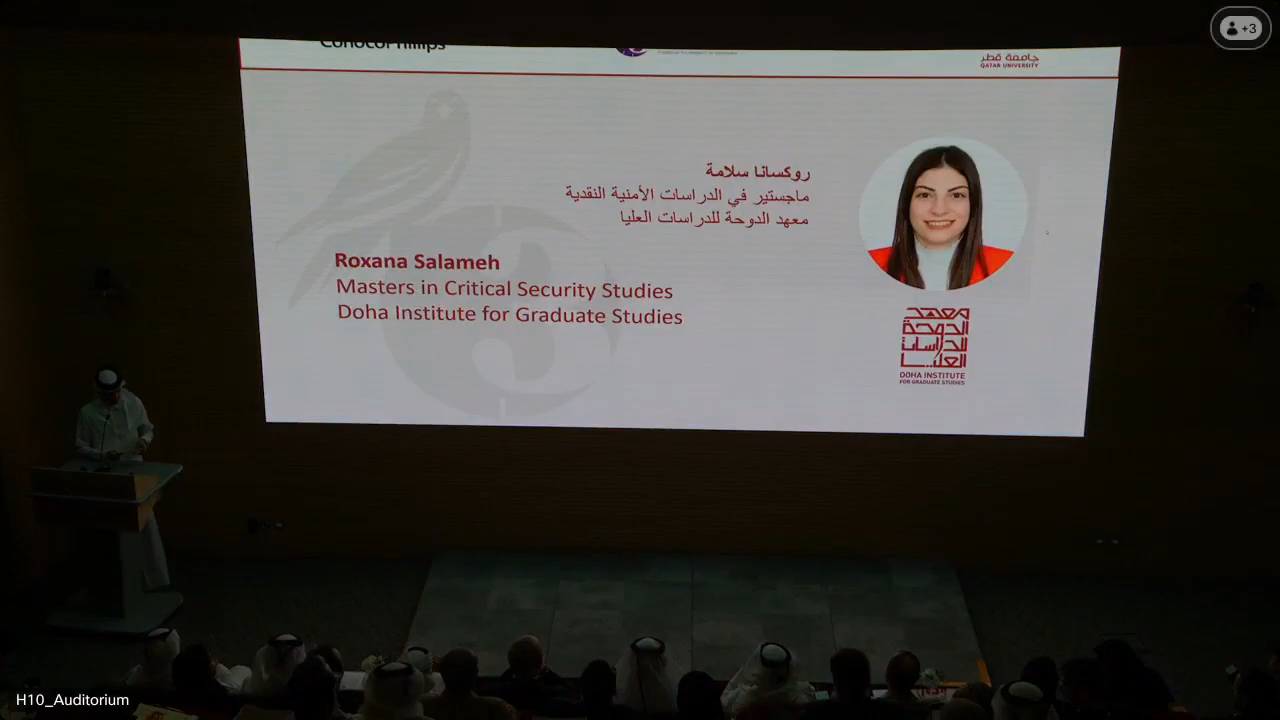 +3
ConocoPhillips
جامعة قطر
QATAR UNIVERSITY
روكسانا سلامة
ماجستير في الدراسات الأمنية النقدية
معهد الدوحة للدراسات العليا
Roxana Salameh
Masters in Critical Security Studies
Doha Institute for Graduate Studies
معهد
الدوحة
للدراسات
العليا
DOHA INSTITUTE
FOR GRADUATE STUDIES
H10_Auditorium